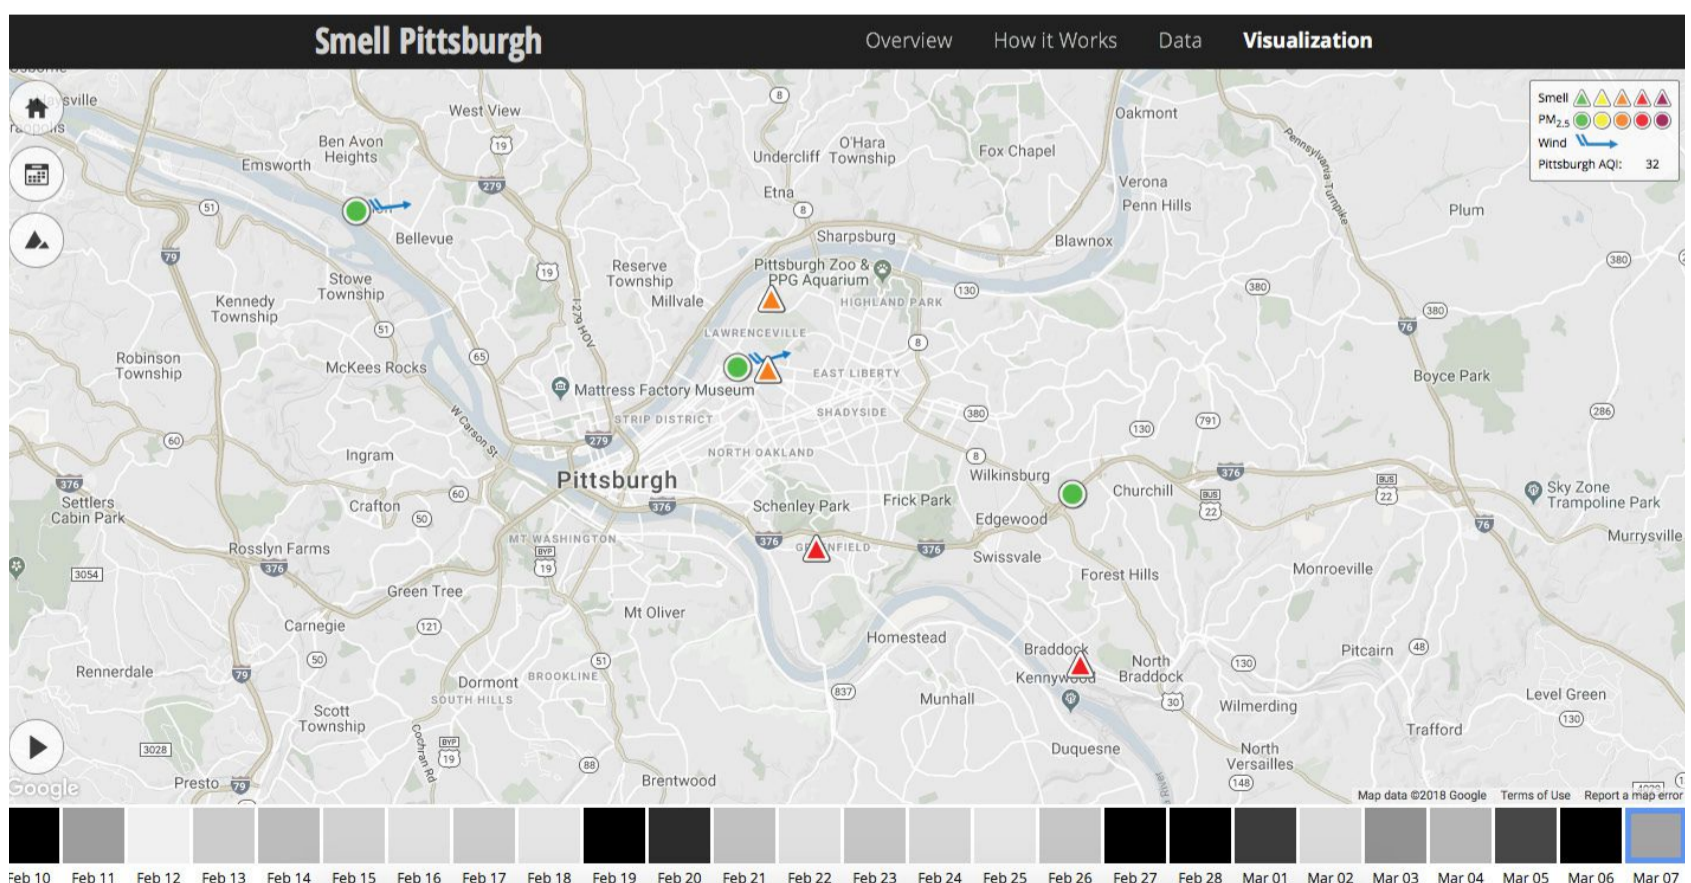 Smell Pittsburgh
Overview
How it Works
Data
Visualization
Smell
PM2.5
Wind
Pittsburgh AQI: 32
West View
Ben Avon
Heights
Emsworth
Bellevue
Undercliff
O'Hara
Township
Fox Chapel
Oakmont
Pennsylvania Turnpike
Etna
Verona
Penn Hills
Plum
Sharpsburg
Blawnox
Stowe
Township
Reserve
Township
Millvale
Pittsburgh Zoo &
PPG Aquarium
HIGHLAND PARK
Kennedy
Township
I-279 HOV
LAWRENCEVILLE
Robinson
Township
McKees Rocks
Mattress Factory Museum
EAST LIBERTY
Boyce Park
STRIP DISTRICT
SHADYSIDE
W Carson St
Ingram
NORTH OAKLAND
Pittsburgh
Wilkinsburg
Churchill
Settlers
Cabin Park
Crafton
Schenley Park
Frick Park
Edgewood
Sky Zone
Trampoline Park
Murrysville
MT WASHINGTON
Rosslyn Farms
Swissvale
Forest Hills
Monroeville
Green Tree
Mt Oliver
Carnegie
Homestead
Braddock
Pitcairn
Rennerdale
Dormont
BROOKLINE
SOUTH HILLS
Munhall
North
Braddock
Level Green
Scott
Township
Wilmerding
Trafford
Cochran Rd
Duquesne
North
Versailles
Presto
Brentwood
Google
Map data ©2018 Google
Terms of Use
Report a map error
Feb 10 Feb 11 Feb 12 Feb 13 Feb 14 Feb 15 Feb 16 Feb 17 Feb 18 Feb 19 Feb 20 Feb 21 Feb 22 Feb 23 Feb 24 Feb 25 Feb 26 Feb 27 Feb 28 Mar 01 Mar 02 Mar 03 Mar 04 Mar 05 Mar 06 Mar 07